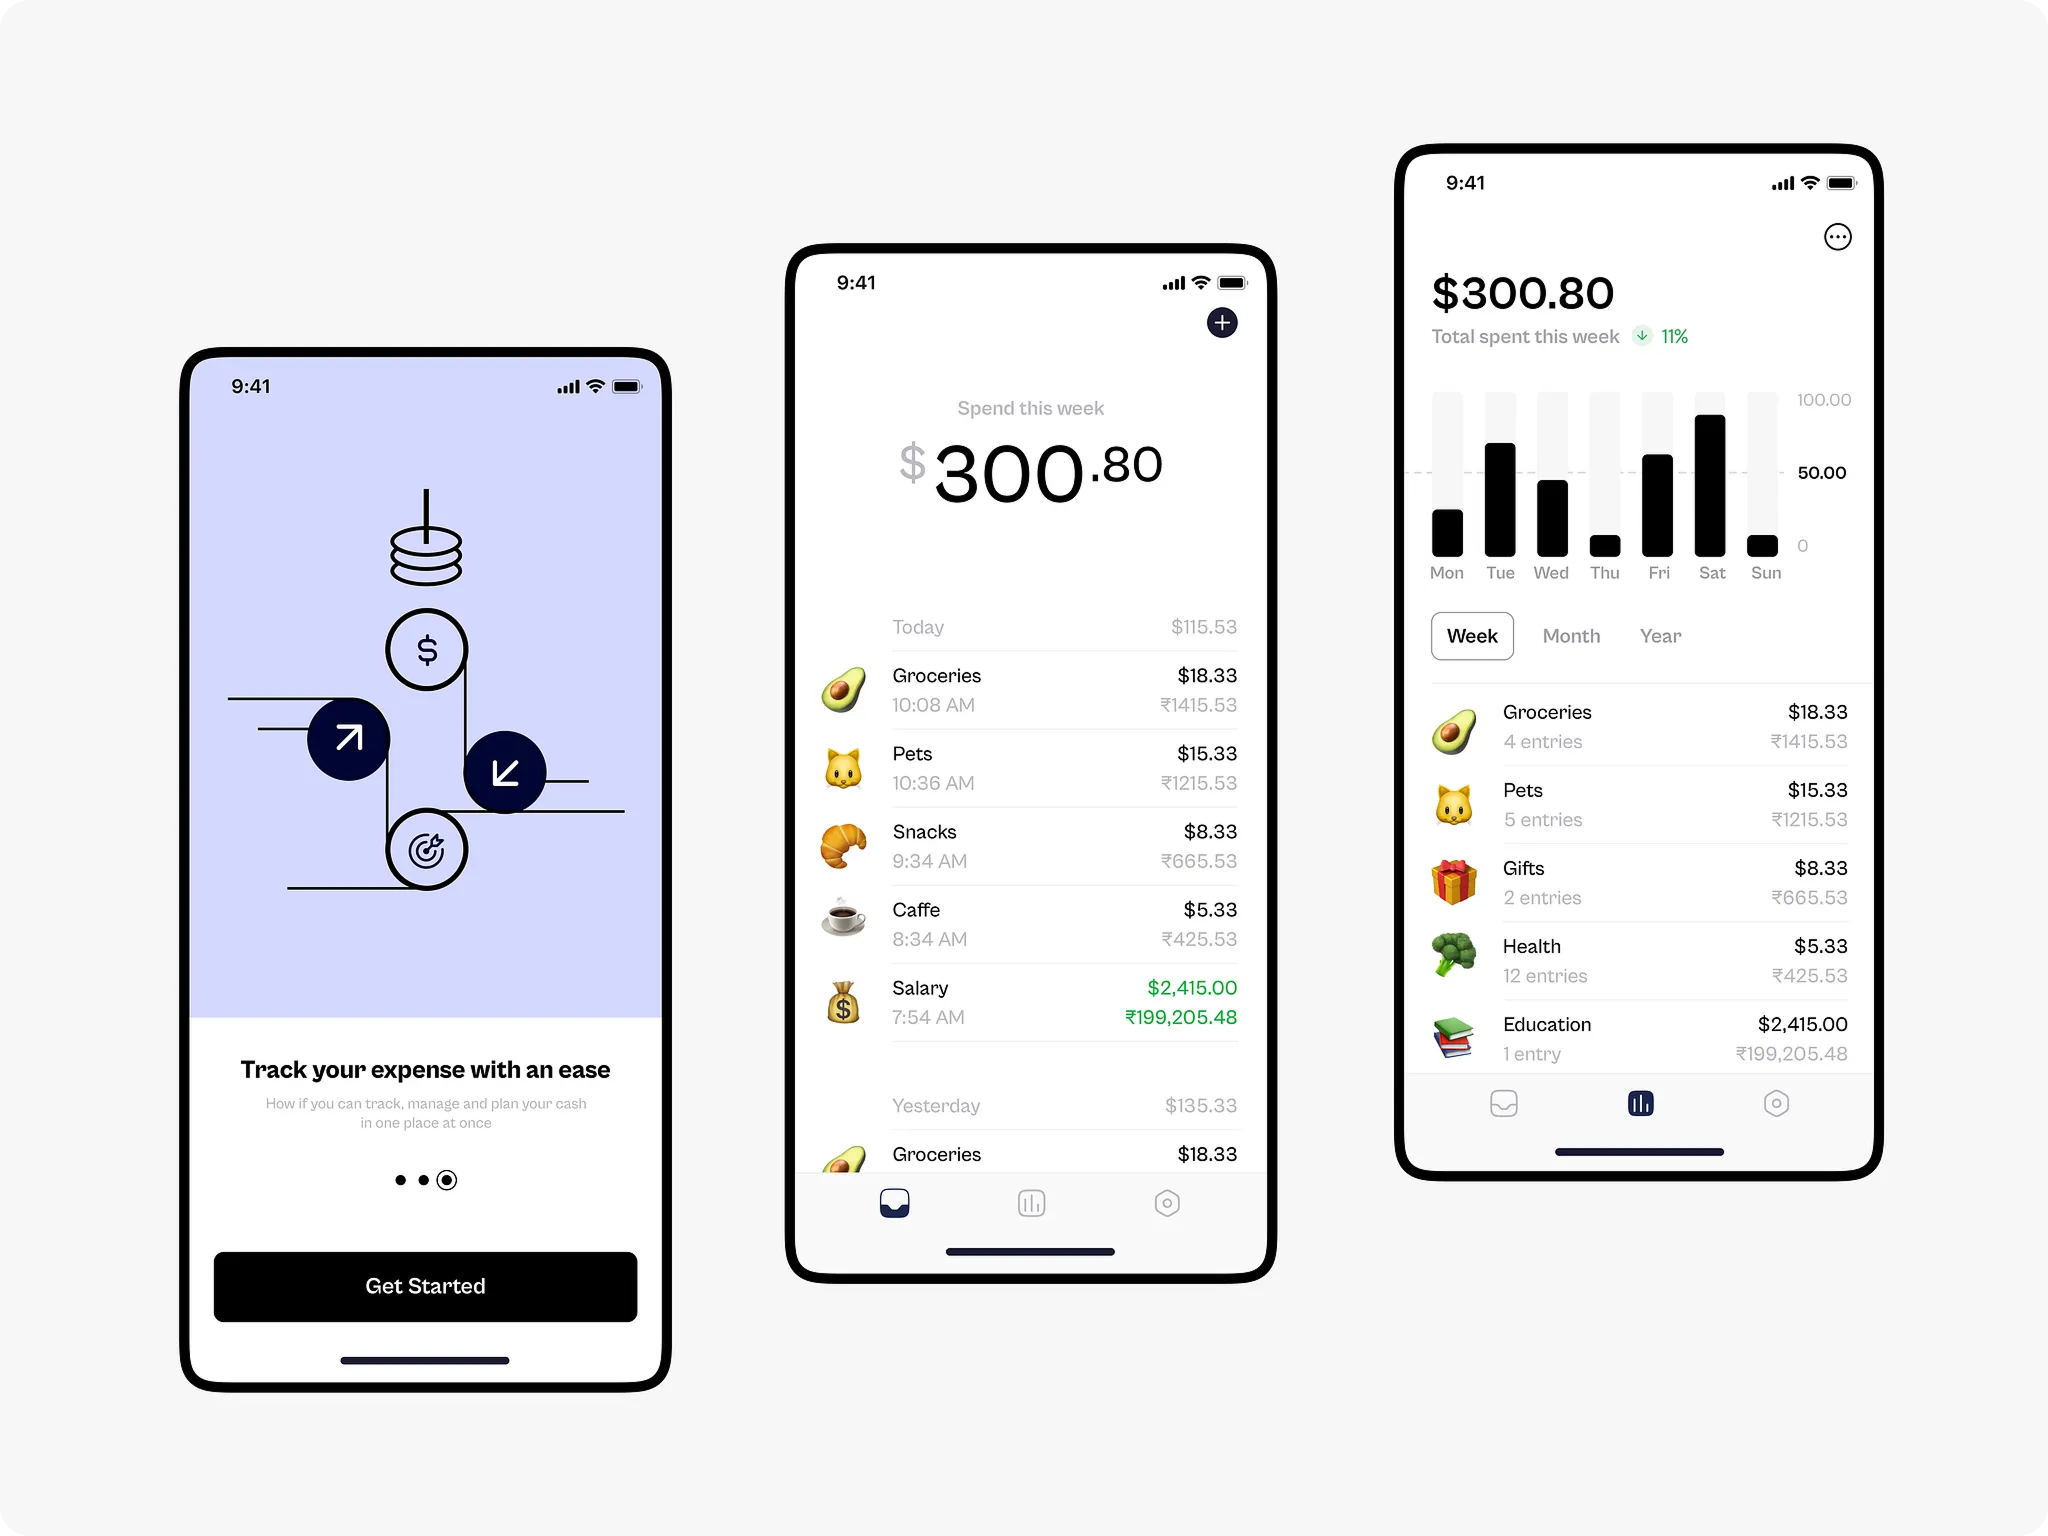 9:41
$
Track your expense with an ease
How if you can track, manage and plan your cash
in one place at once
Get Started
9:41
Spend this week
$300.80
Today $115.53
Groceries $18.33
10:08 AM ₹1415.53
Pets $15.33
10:36 AM ₹1215.53
Snacks $8.33
9:34 AM ₹665.53
Caffe $5.33
8:34 AM ₹425.53
$
Salary $2,415.00
7:54 AM ₹199,205.48
Yesterday $135.33
Groceries $18.33
9:41
$300.80
Total spent this week 11%
100.00
50.00
0
Mon Tue Wed Thu Fri Sat Sun
Week Month Year
Groceries $18.33
4 entries ₹1415.53
Pets $15.33
5 entries ₹1215.53
Gifts $8.33
2 entries ₹665.53
Health $5.33
12 entries ₹425.53
Education $2,415.00
1 entry ₹199,205.48